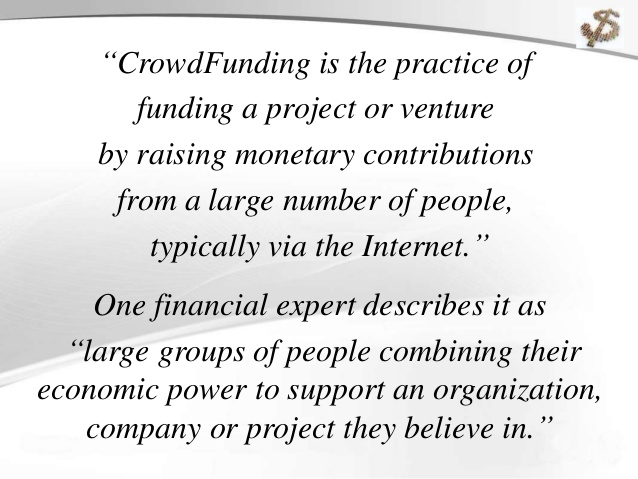 “CrowdFunding is the practice of
funding a project or venture
by raising monetary contributions
from a large number of people,
typically via the Internet.”
One financial expert describes it as
“large groups of people combining their
economic power to support an organization,
company or project they believe in.”